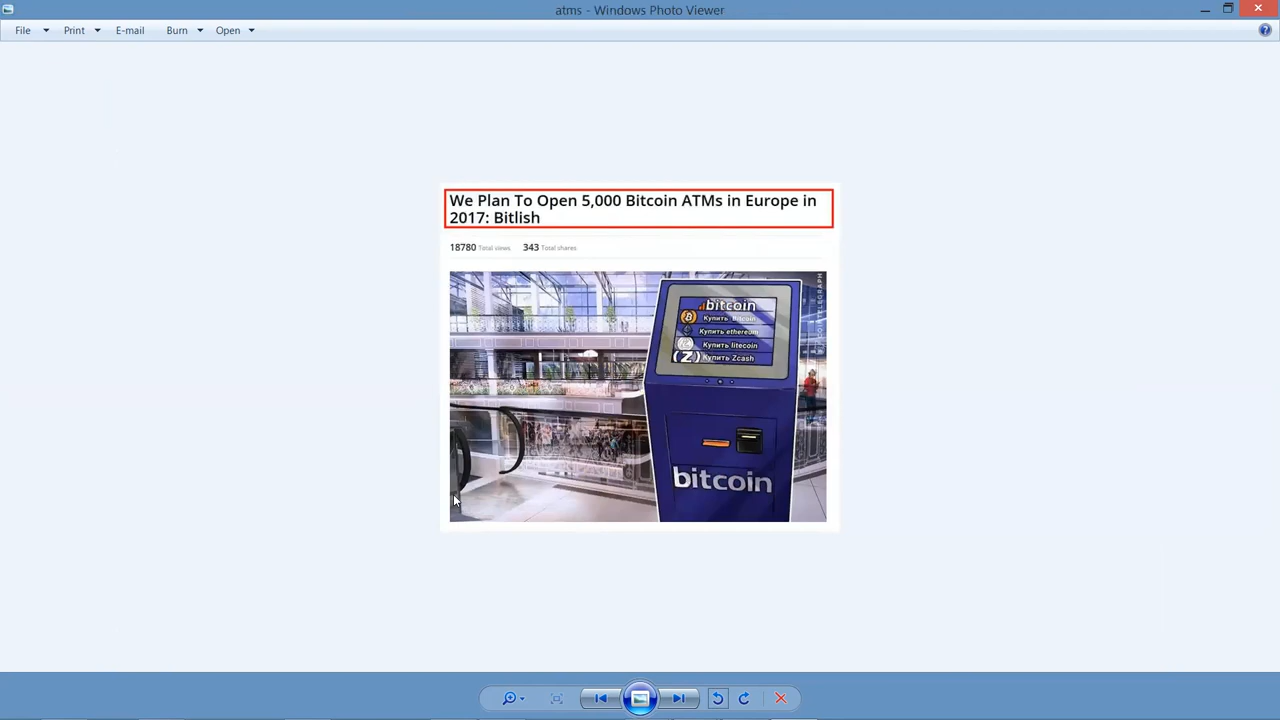 atms - Windows Photo Viewer
File Print E-mail Burn Open
We Plan To Open 5,000 Bitcoin ATMs in Europe in
2017: Bitlish
18780 Total views 343 Total shares
bitcoin
Купить Bitcoin
Купить ethereum
Купить litecoin
Купить Zcash
COINTELEGRAPH
bitcoin